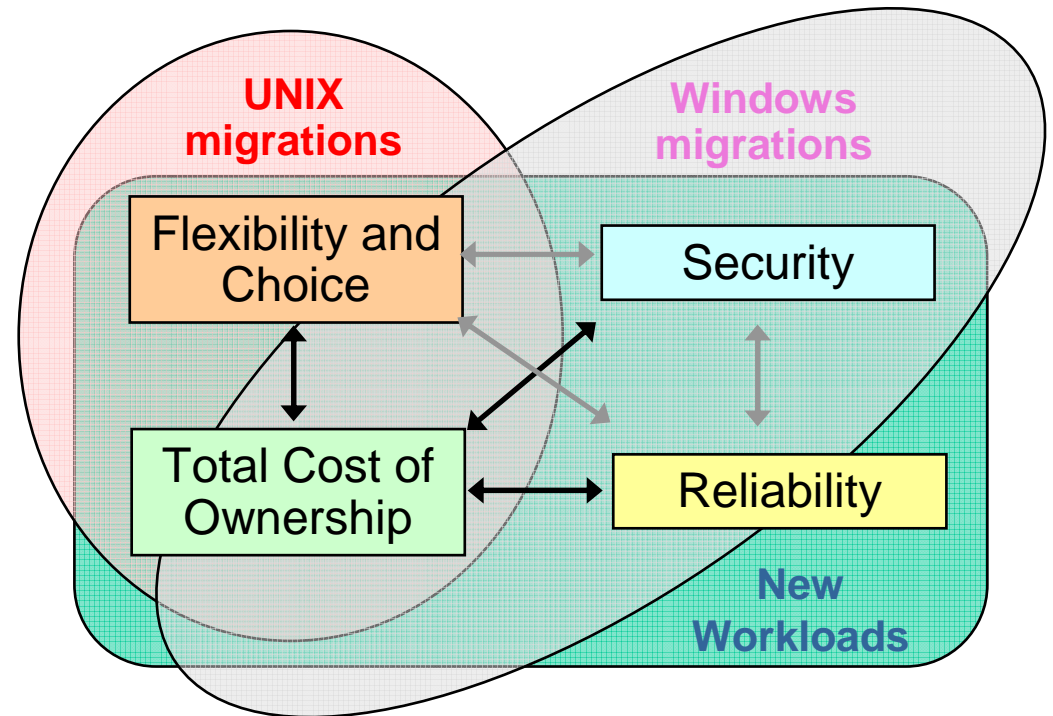 UNIX
migrations
Windows
migrations
Flexibility and
Choice
Security
Total Cost of
Ownership
Reliability
New
Workloads